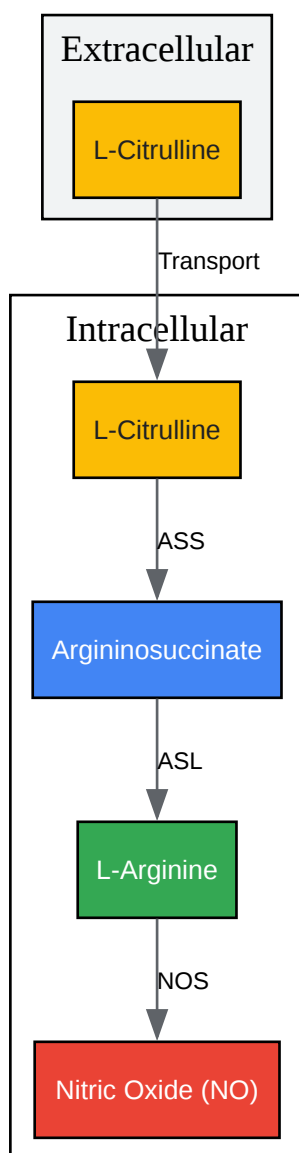 Extracellular
L-Citrulline
Transport
Intracellular
L-Citrulline
ASS
Argininosuccinate
ASL
L-Arginine
NOS
Nitric Oxide (NO)